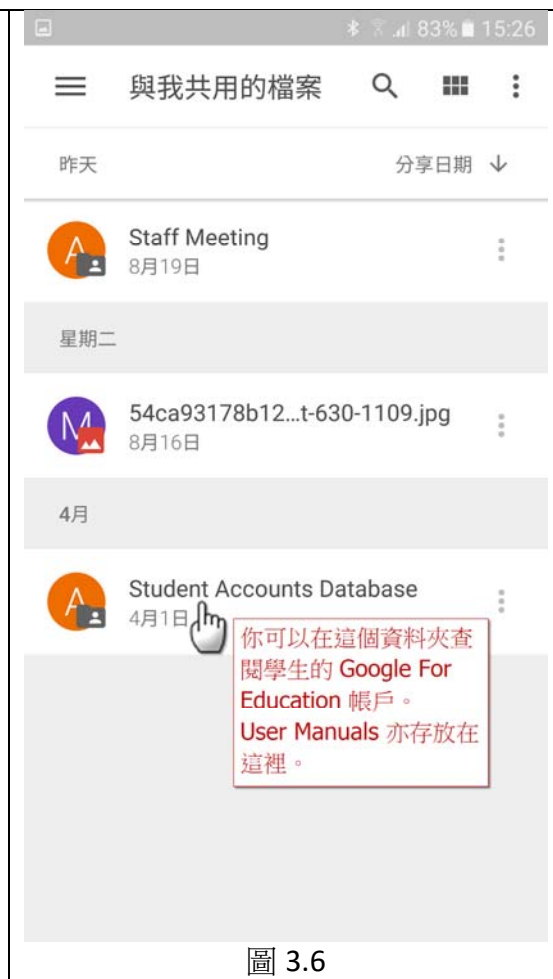 83% 15:26
與我共用的檔案
昨天 分享日期
A Staff Meeting
8月19日
星期二
M 54ca93178b12...t-630-1109.jpg
8月16日
4月
A Student Accounts Database
4月1日
你可以在這個資料夾查
閱學生的 Google For
Education 帳戶。
User Manuals 亦存放在
這裡。
圖 3.6